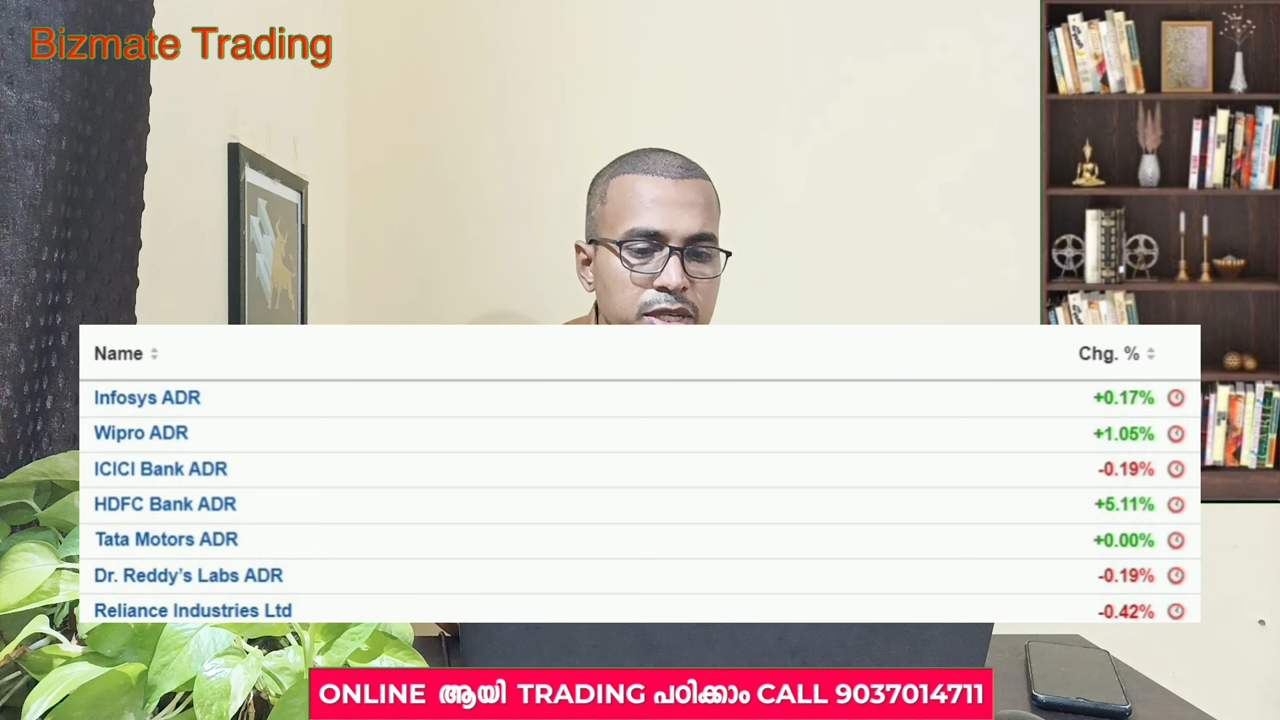 Bizmate Trading
Name Chg. %
Infosys ADR +0.17%
Wipro ADR +1.05%
ICICI Bank ADR -0.19%
HDFC Bank ADR +5.11%
Tata Motors ADR +0.00%
Dr. Reddy's Labs ADR -0.19%
Reliance Industries Ltd -0.42%
ONLINE ആയി TRADING പഠിക്കാം CALL 9037014711